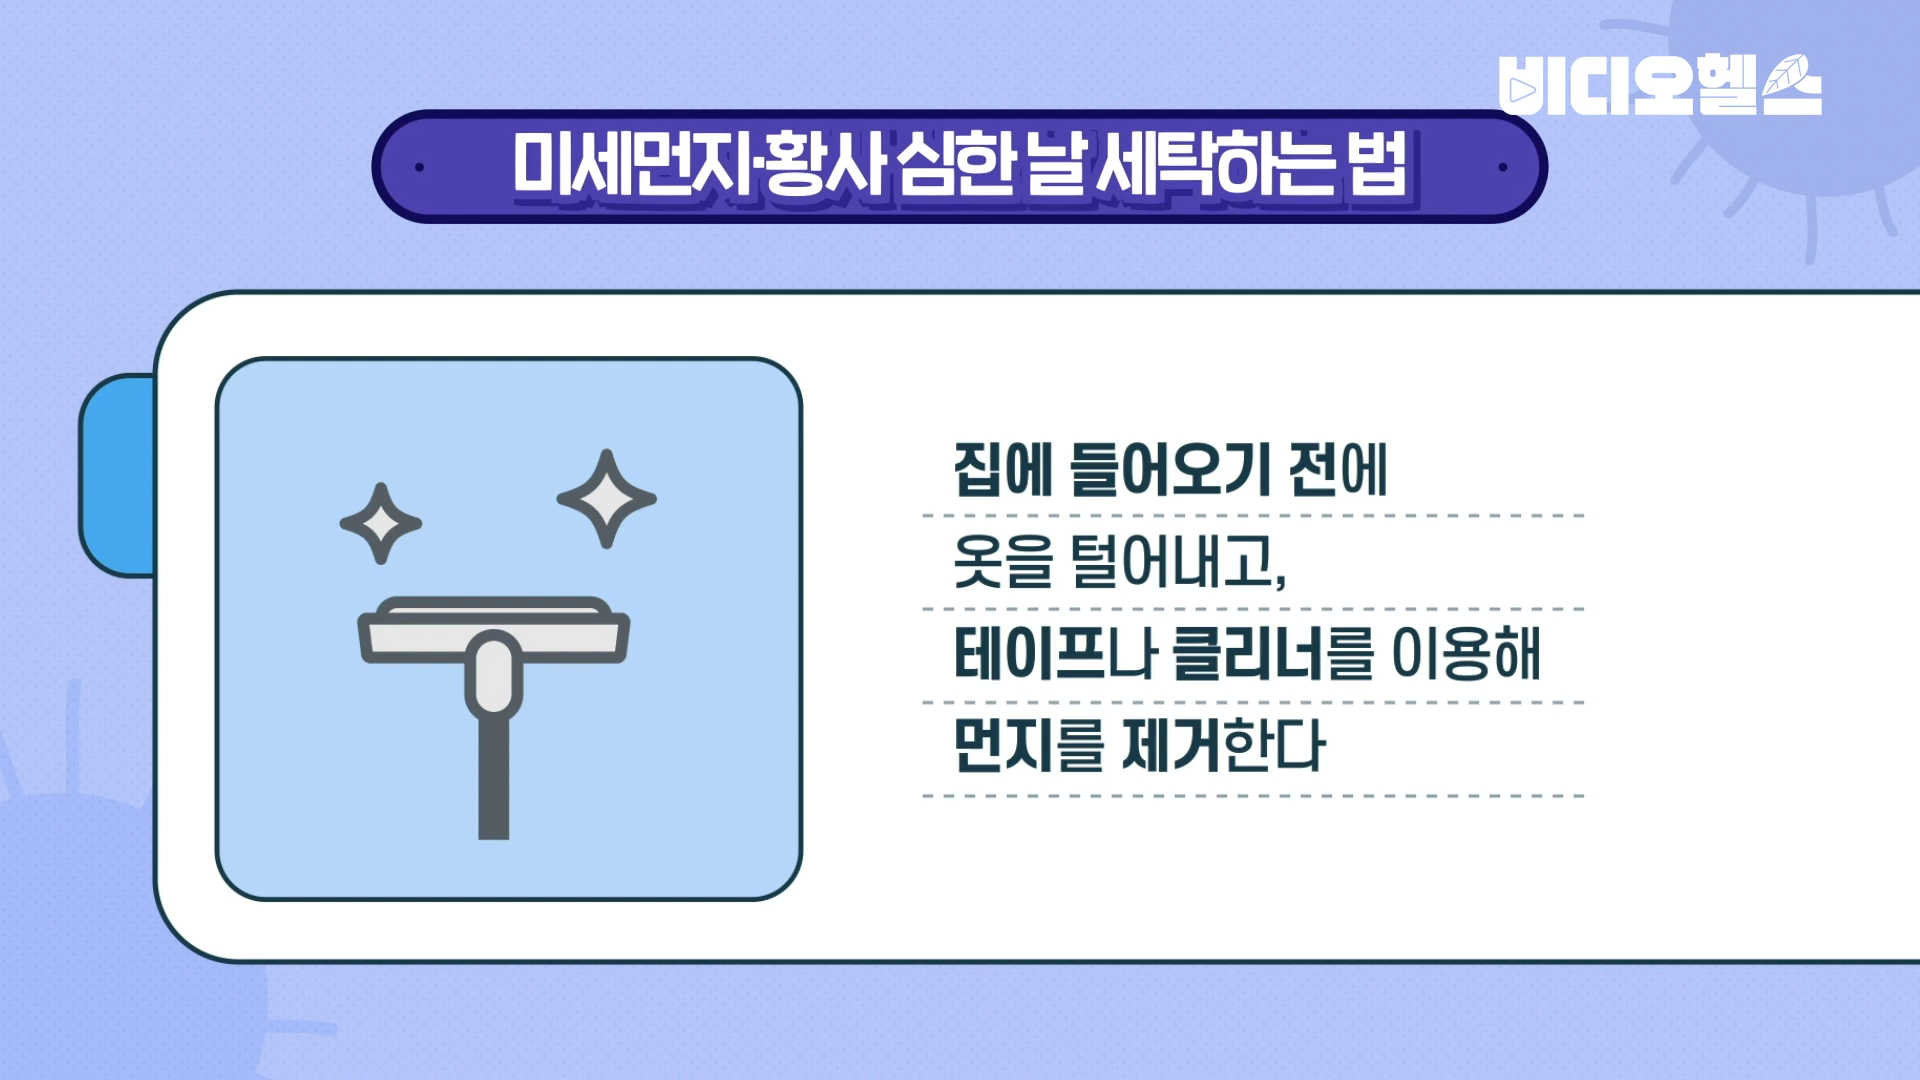 비디오헬스
미세먼지·황사 심한 날 세탁하는 법
집에 들어오기 전에
옷을 털어내고,
테이프나 클리너를 이용해
먼지를 제거한다